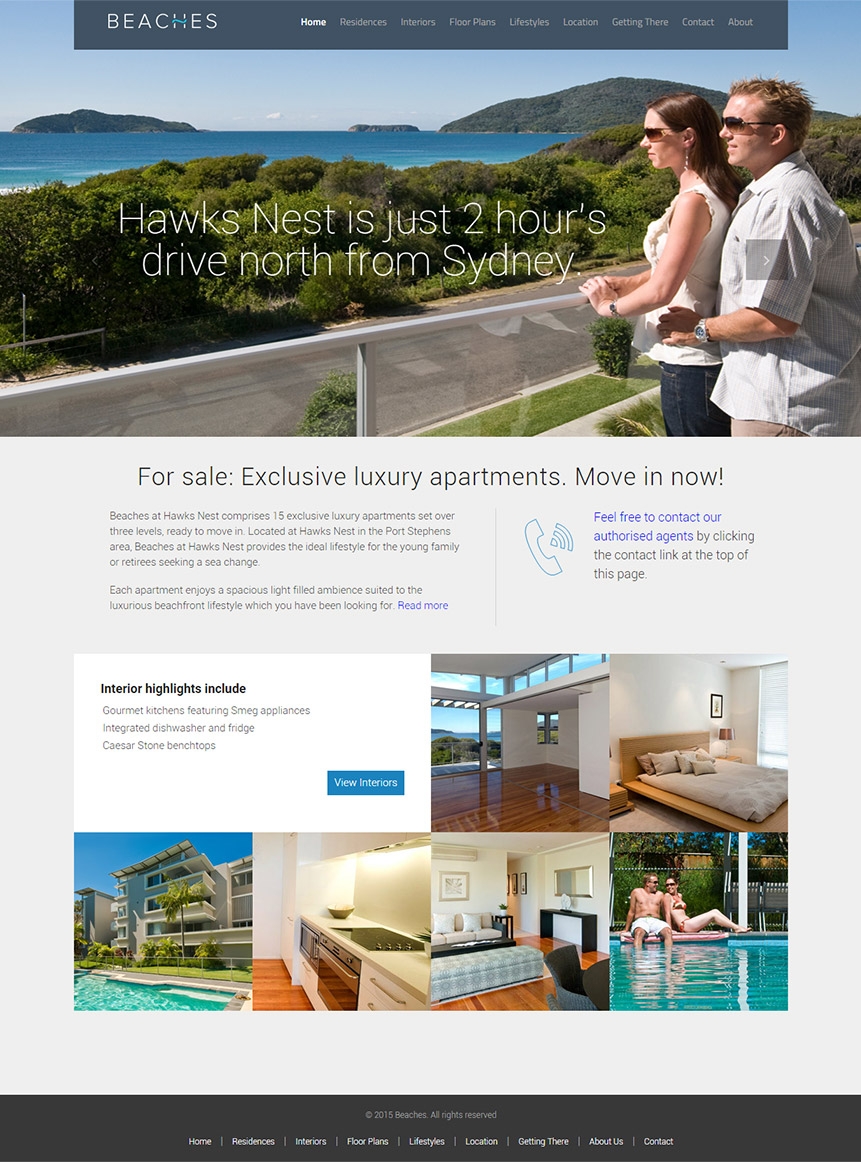 BEACHES
Home Residences Interiors Floor Plans Lifestyles Location Getting There Contact About
Hawks Nest is just 2 hour's
drive north from Sydney.
For sale: Exclusive luxury apartments. Move in now!
Beaches at Hawks Nest comprises 15 exclusive luxury apartments set over
three levels, ready to move in. Located at Hawks Nest in the Port Stephens
area, Beaches at Hawks Nest provides the ideal lifestyle for the young family
or retirees seeking a sea change.
Each apartment enjoys a spacious light filled ambience suited to the
luxurious beachfront lifestyle which you have been looking for. Read more
Feel free to contact our
authorised agents by clicking
the contact link at the top of
this page.
Interior highlights include
Gourmet kitchens featuring Smeg appliances
Integrated dishwasher and fridge
Caesar Stone benchtops
View Interiors
© 2015 Beaches. All rights reserved
Home | Residences | Interiors | Floor Plans | Lifestyles | Location | Getting There | About Us | Contact